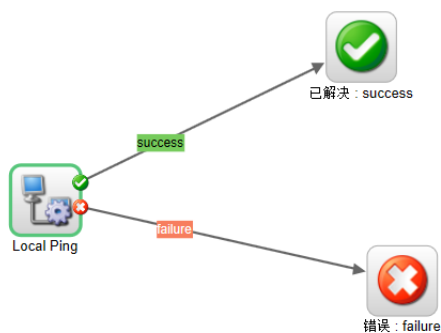 已解决 : success
success
Local Ping
failure
错误 : failure